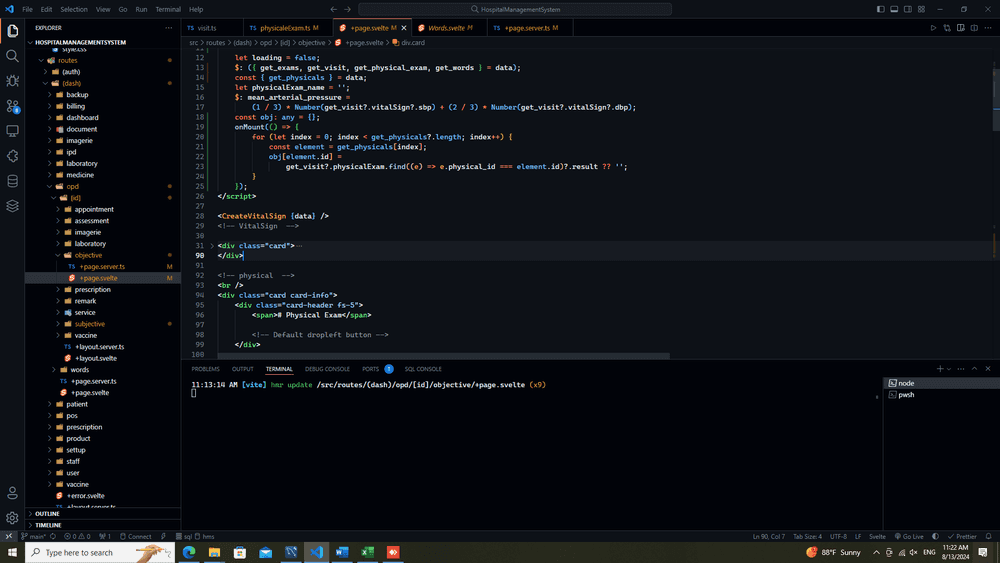 File Edit Selection View Go Run Terminal Help
HospitalManagementSystem
EXPLORER
HOSPITALMANAGEMENTSYSTEM
style.css
routes
(auth)
(dash)
backup
billing
dashboard
document
imagerie
ipd
laboratory
medicine
opd
[id]
appointment
assessment
imagerie
laboratory
objective
+page.server.ts M
+page.svelte M
prescription
remark
service
subjective
vaccine
+layout.server.ts
+layout.svelte
words
+page.server.ts
+page.svelte
patient
pos
prescription
product
settup
staff
user
vaccine
+error.svelte
+layout.server.ts
OUTLINE
TIMELINE
TS visit.ts
TS physicaleExam.ts M
+page.svelte M
Words.svelte M
TS +page.server.ts M
src > routes > (dash) > opd > [id] > objective > +page.svelte > div.card
11
12 let loading = false;
13 $: ({ get_exams, get_visit, get_physical_exam, get_words } = data);
14 const { get_physicals } = data;
15 let physicalExam_name = '';
16 $: mean_arterial_pressure =
17 (1 / 3) * Number(get_visit?.vitalSign?.sbp) + (2 / 3) * Number(get_visit?.vitalSign?.dbp);
18 const obj: any = {};
19 onMount(() => {
20 for (let index = 0; index < get_physicals?.length; index++) {
21 const element = get_physicals[index];
22 obj[element.id] =
23 get_visit?.physicalExam.find((e) => e.physical_id === element.id)?.result ?? '';
24 }
25 });
26 </script>
27
28 <CreateVitalSign {data} />
29 <!-- VitalSign -->
30
31 <div class="card">···
90 </div>
91
92 <!-- physical -->
93 <br />
94 <div class="card card-info">
95 <div class="card-header fs-5">
96 <span># Physical Exam</span>
97
98 <!-- Default dropleft button -->
99 </div>
100
PROBLEMS OUTPUT TERMINAL DEBUG CONSOLE PORTS 1 SQL CONSOLE
11:13:14 AM [vite] hmr update /src/routes/(dash)/opd/[id]/objective/+page.svelte (x9)
node
pwsh
main* 0 0 1 Connect sql hms
Ln 90, Col 7 Tab Size: 4 UTF-8 LF Svelte Go Live Prettier
Type here to search
88°F Sunny
ENG
11:22 AM
8/13/2024